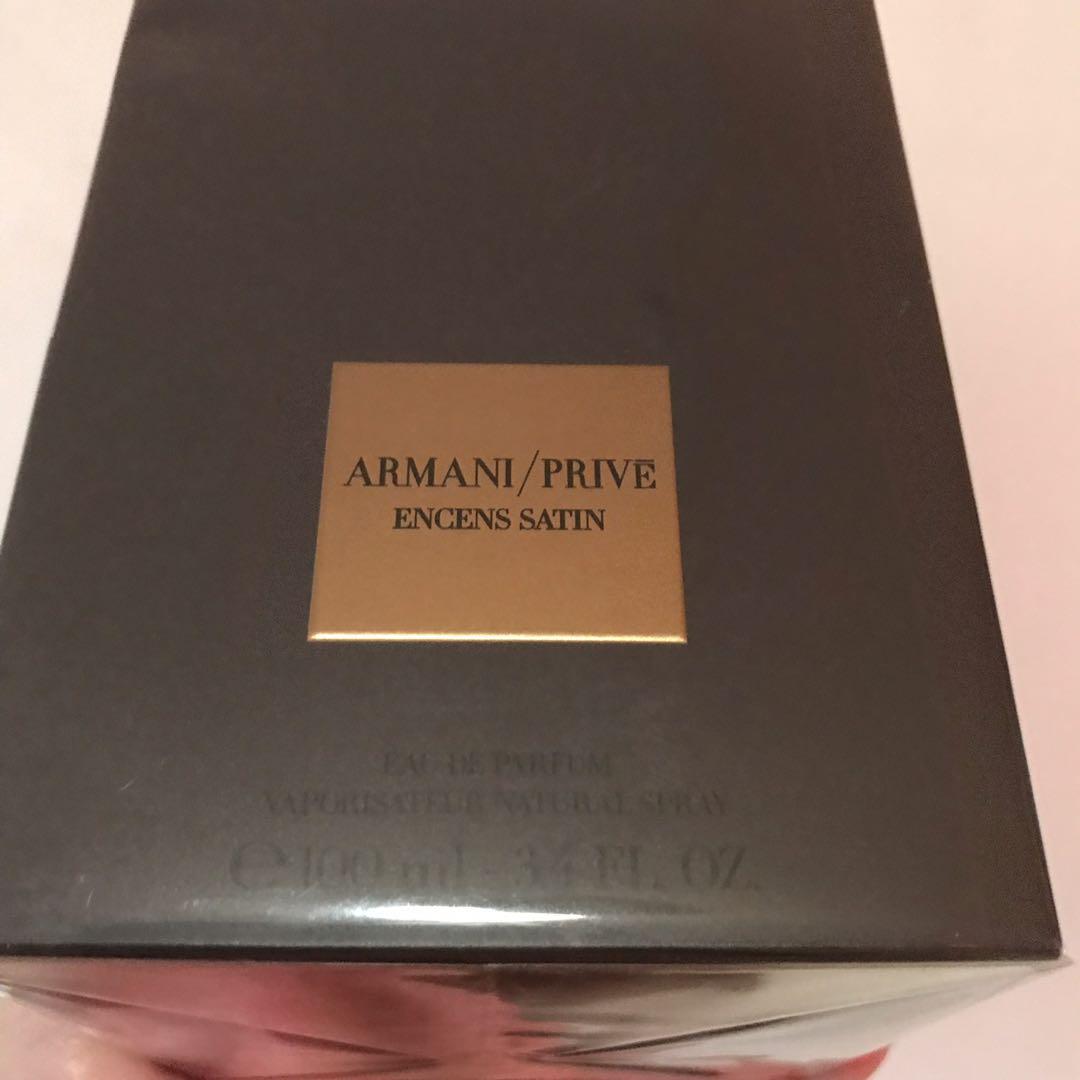 ARMANI/PRIVĒ
ENCENS SATIN
EAU DE PARFUM
VAPORISATEUR NATURAL SPRAY
℮ 100 ml - 3.4 FL. OZ.